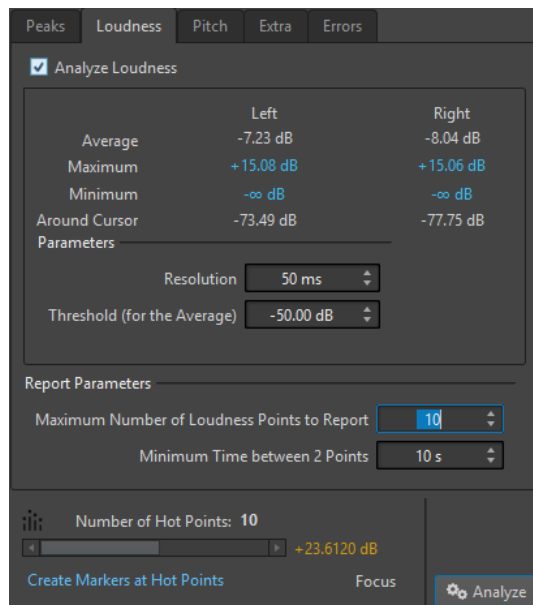 Peaks Loudness Pitch Extra Errors
Analyze Loudness
Left Right
Average -7.23 dB -8.04 dB
Maximum +15.08 dB +15.06 dB
Minimum -∞ dB -∞ dB
Around Cursor -73.49 dB -77.75 dB
Parameters
Resolution 50 ms
Threshold (for the Average) -50.00 dB
Report Parameters
Maximum Number of Loudness Points to Report 10
Minimum Time between 2 Points 10 s
Number of Hot Points: 10
+23.6120 dB
Create Markers at Hot Points Focus Analyze